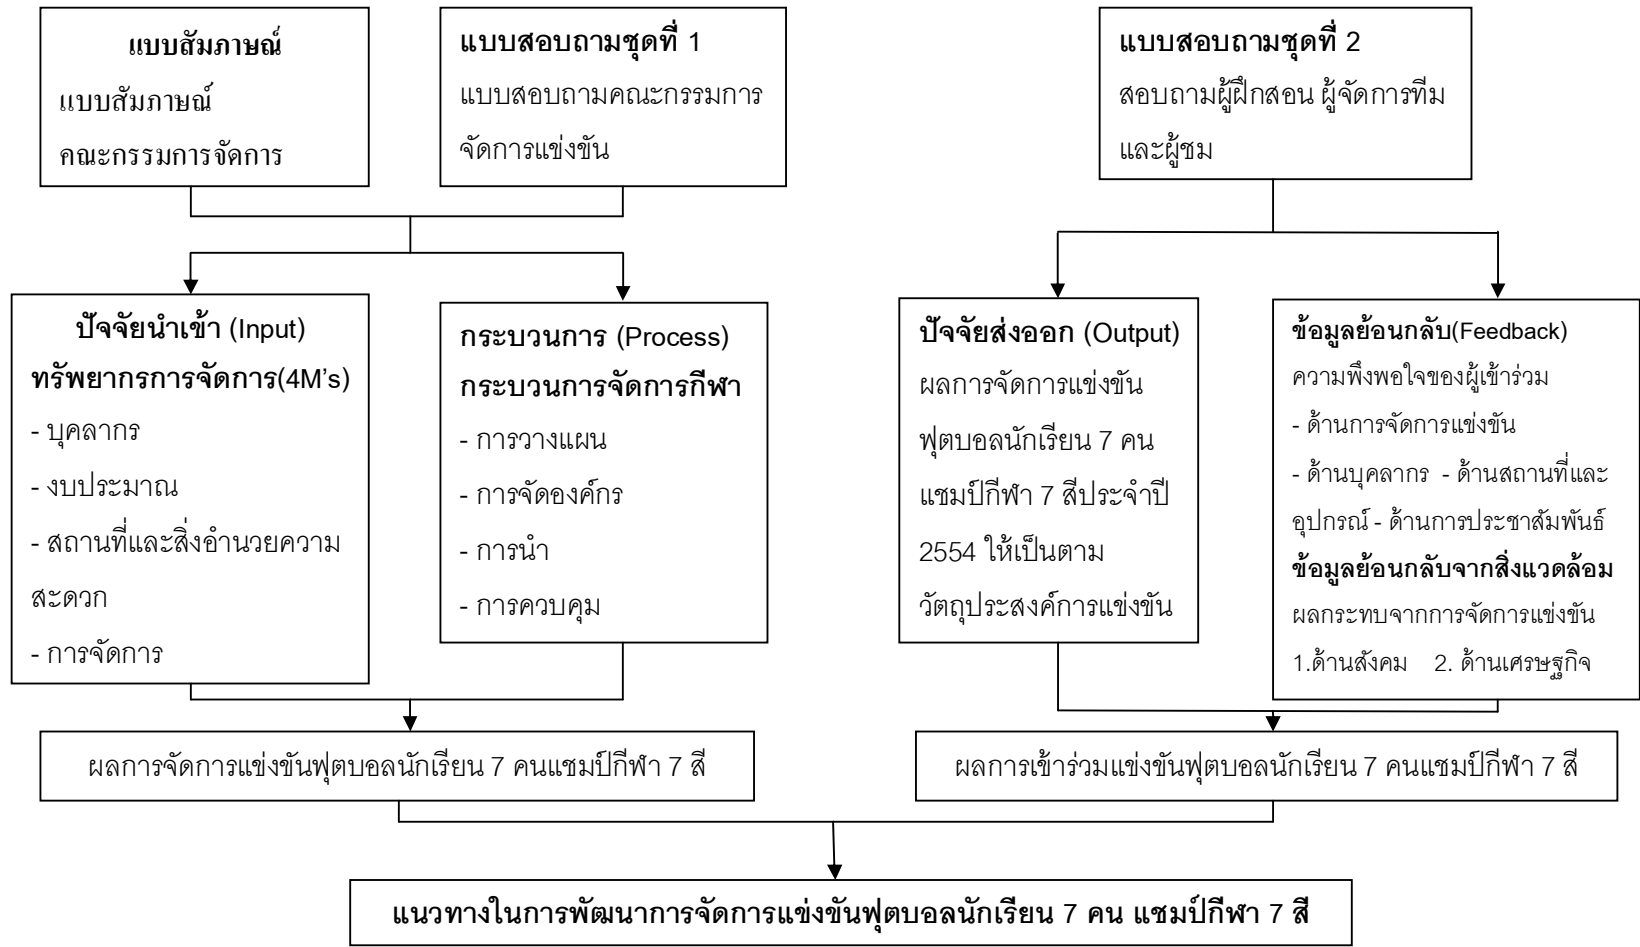 แบบสัมภาษณ์
แบบสัมภาษณ์
คณะกรรมการจัดการ
แบบสอบถามชุดที่ 1
แบบสอบถามคณะกรรมการ
จัดการแข่งขัน
แบบสอบถามชุดที่ 2
สอบถามผู้ฝึกสอน ผู้จัดการทีม
และผู้ชม
ปัจจัยนำเข้า (Input)
ทรัพยากรการจัดการ(4M's)
- บุคลากร
- งบประมาณ
- สถานที่และสิ่งอำนวยความ
สะดวก
- การจัดการ
กระบวนการ (Process)
กระบวนการจัดการกีฬา
- การวางแผน
- การจัดองค์กร
- การนำ
- การควบคุม
ปัจจัยส่งออก (Output)
ผลการจัดการแข่งขัน
ฟุตบอลนักเรียน 7 คน
แชมป์กีฬา 7 สีประจำปี
2554 ให้เป็นตาม
วัตถุประสงค์การแข่งขัน
ข้อมูลย้อนกลับ(Feedback)
ความพึงพอใจของผู้เข้าร่วม
- ด้านการจัดการแข่งขัน
- ด้านบุคลากร - ด้านสถานที่และ
อุปกรณ์ - ด้านการประชาสัมพันธ์
ข้อมูลย้อนกลับจากสิ่งแวดล้อม
ผลกระทบจากการจัดการแข่งขัน
1.ด้านสังคม 2. ด้านเศรษฐกิจ
ผลการจัดการแข่งขันฟุตบอลนักเรียน 7 คนแชมป์กีฬา 7 สี
ผลการเข้าร่วมแข่งขันฟุตบอลนักเรียน 7 คนแชมป์กีฬา 7 สี
แนวทางในการพัฒนาการจัดการแข่งขันฟุตบอลนักเรียน 7 คน แชมป์กีฬา 7 สี